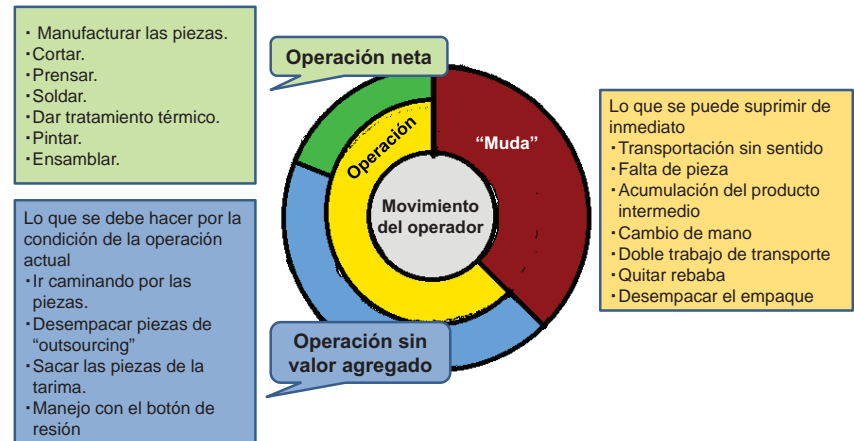 ・ Manufacturar las piezas.
・Cortar.
・Prensar.
・Soldar.
・Dar tratamiento térmico.
・Pintar.
・Ensamblar.
Operación neta
Lo que se debe hacer por la
condición de la operación
actual
・Ir caminando por las
piezas.
・Desempacar piezas de
“outsourcing”
・Sacar las piezas de la
tarima.
・Manejo con el botón de
resión
Operación
“Muda”
Movimiento
del operador
Operación sin
valor agregado
Lo que se puede suprimir de
inmediato
・Transportación sin sentido
・Falta de pieza
・Acumulación del producto
intermedio
・Cambio de mano
・Doble trabajo de transporte
・Quitar rebaba
・Desempacar el empaque